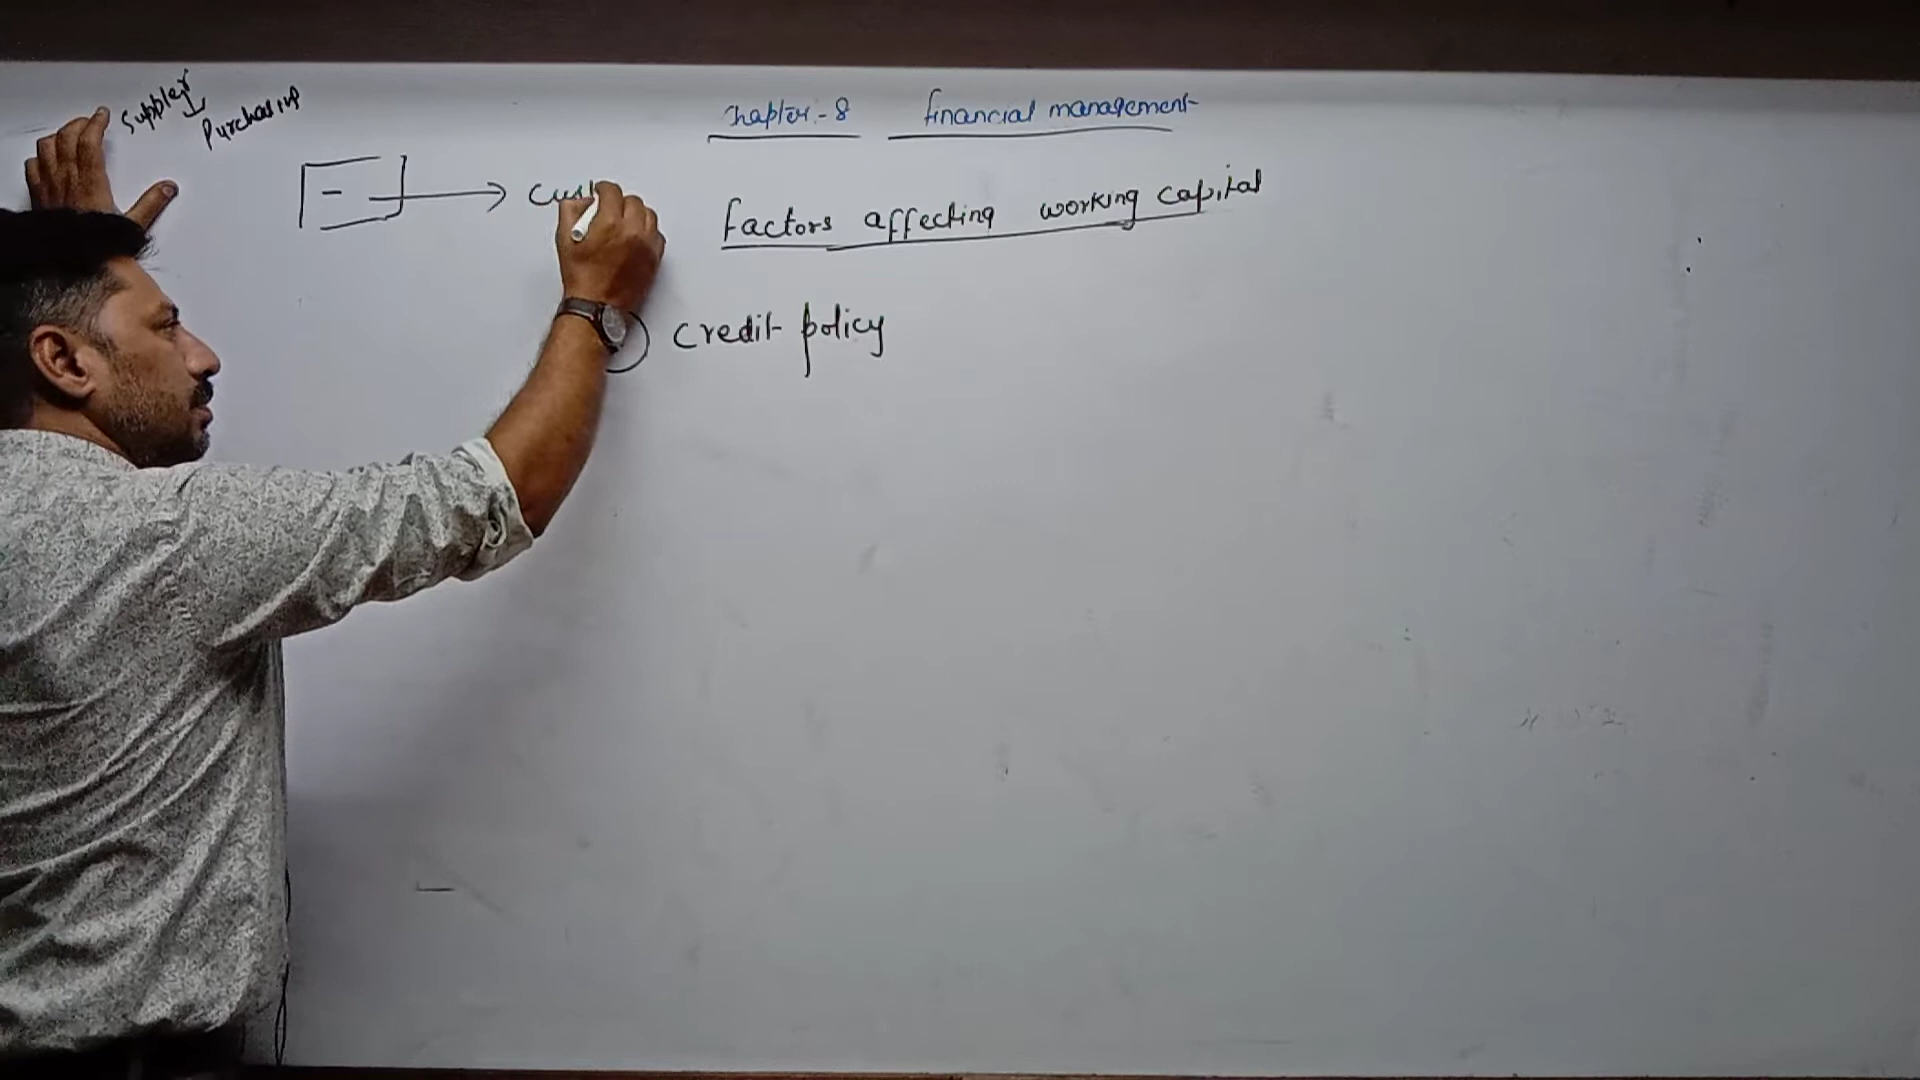 Supplier
Purchasing
Chapter - 8 financial management
factors affecting working capital
Credit policy